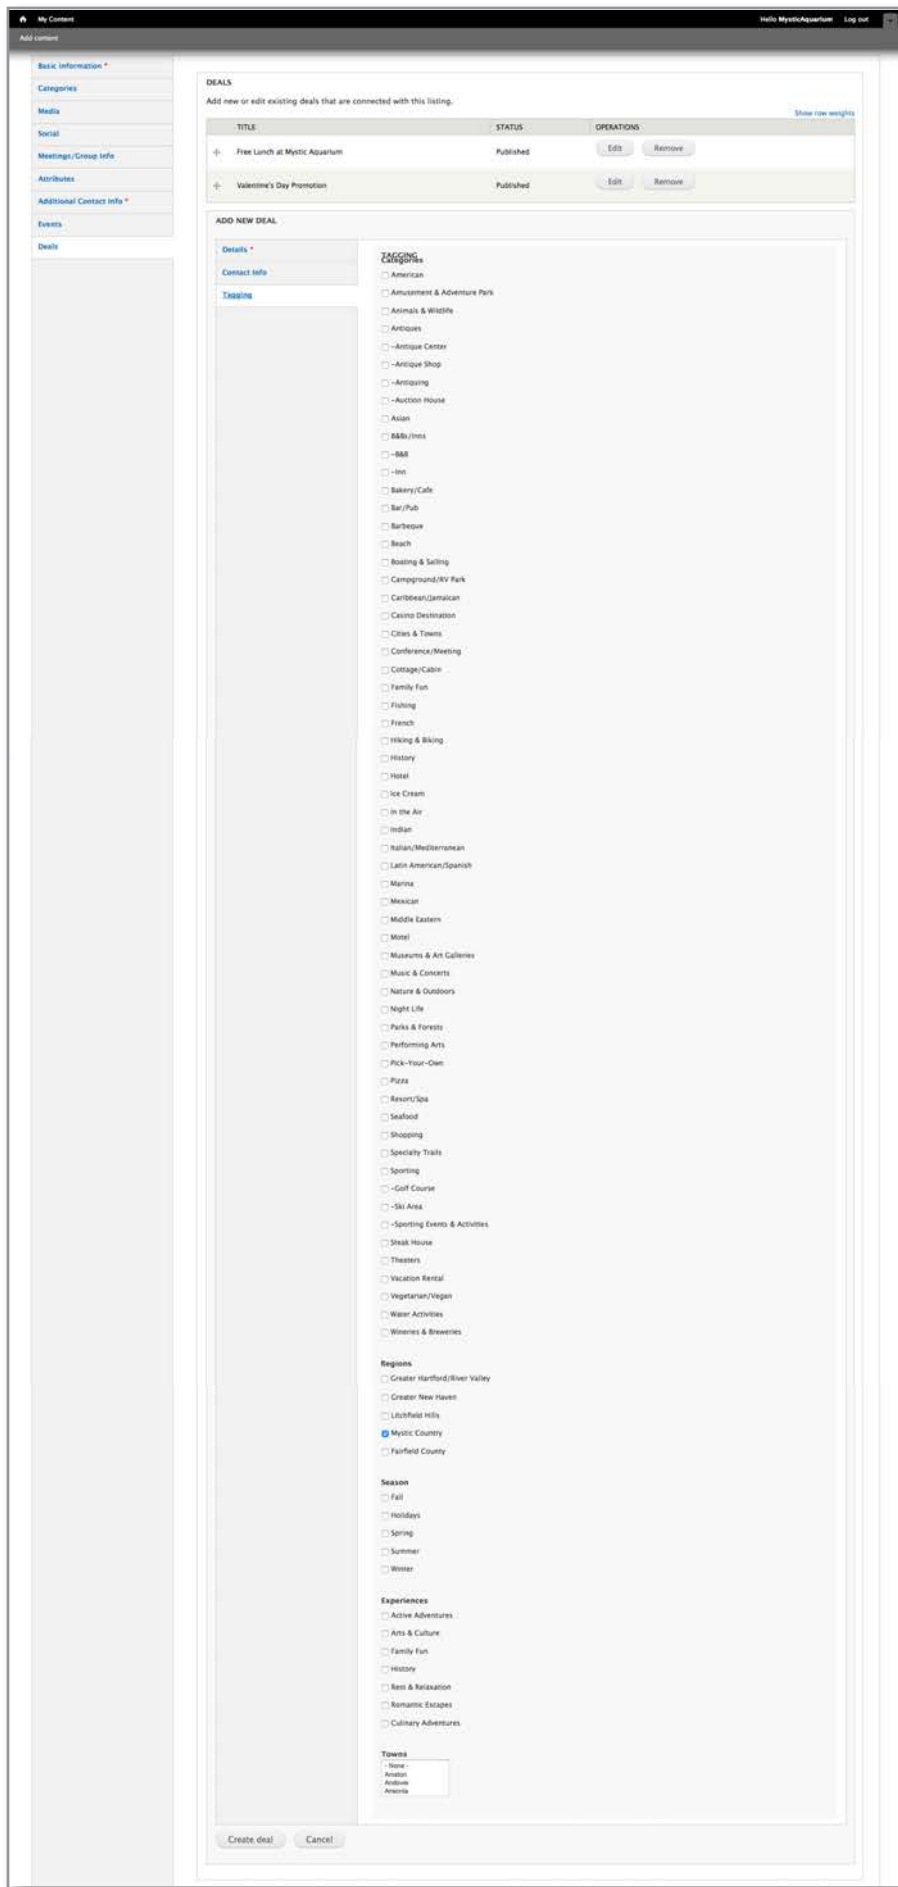 My Content
Hello MysticAquarium Log out
Add content
Basic Information *
Categories
Media
Social
Meetings/Group Info
Attributes
Additional Contact Info *
Events
Deals
DEALS
Add new or edit existing deals that are connected with this listing.
Show row weights
TITLE STATUS OPERATIONS
Free Lunch at Mystic Aquarium Published Edit Remove
Valentine's Day Promotion Published Edit Remove
ADD NEW DEAL
Details *
Contact Info
Tagging
TAGGING
Categories
American
Amusement & Adventure Park
Animals & Wildlife
Antiques
-Antique Center
-Antique Shop
-Antiquing
-Auction House
Asian
B&Bs/Inns
-B&B
-Inn
Bakery/Cafe
Bar/Pub
Barbeque
Beach
Boating & Sailing
Campground/RV Park
Caribbean/Jamaican
Casino Destination
Cities & Towns
Conference/Meeting
Cottage/Cabin
Family Fun
Fishing
French
Hiking & Biking
History
Hotel
Ice Cream
In the Air
Indian
Italian/Mediterranean
Latin American/Spanish
Marina
Mexican
Middle Eastern
Motel
Museums & Art Galleries
Music & Concerts
Nature & Outdoors
Night Life
Parks & Forests
Performing Arts
Pick-Your-Own
Pizza
Resort/Spa
Seafood
Shopping
Specialty Trails
Sporting
-Golf Course
-Ski Area
-Sporting Events & Activities
Steak House
Theaters
Vacation Rental
Vegetarian/Vegan
Water Activities
Wineries & Breweries
Regions
Greater Hartford/River Valley
Greater New Haven
Litchfield Hills
Mystic Country
Fairfield County
Season
Fall
Holidays
Spring
Summer
Winter
Experiences
Active Adventures
Arts & Culture
Family Fun
History
Rest & Relaxation
Romantic Escapes
Culinary Adventures
Towns
- None -
Amston
Andover
Ansonia
Create deal Cancel